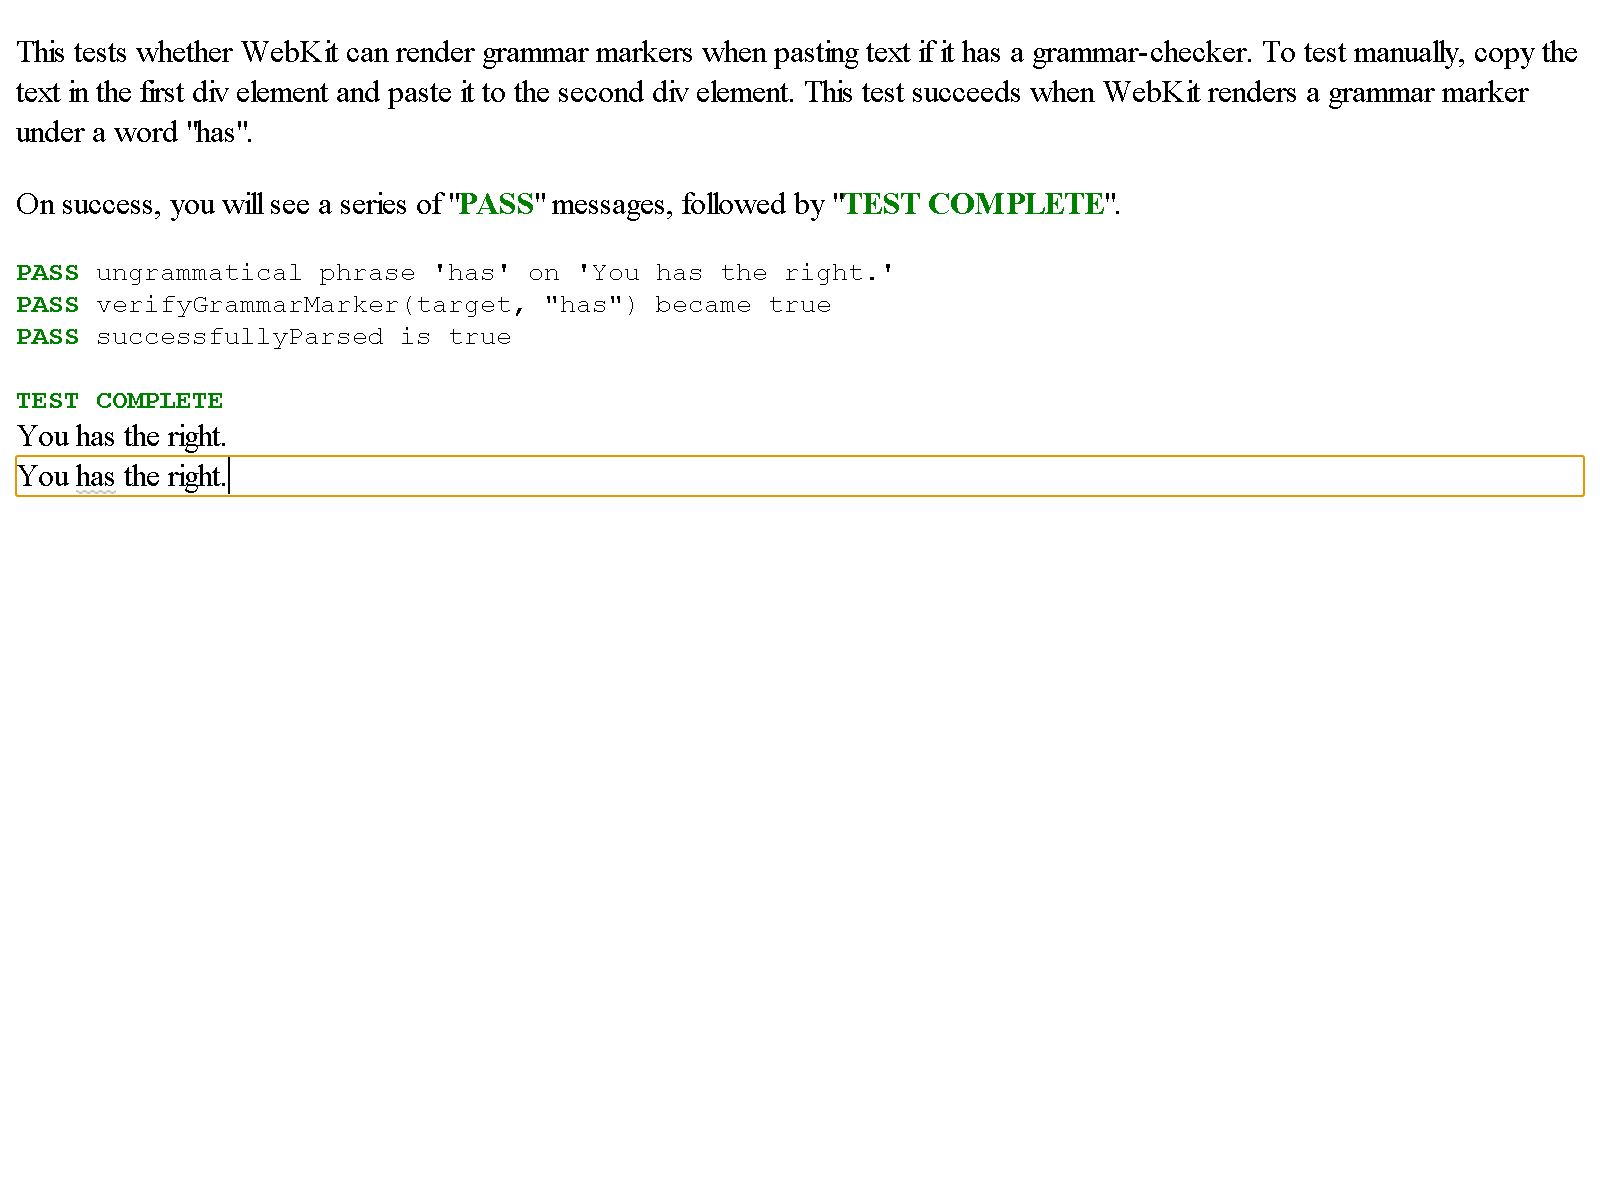 This tests whether WebKit can render grammar markers when pasting text if it has a grammar-checker. To test manually, copy the
text in the first div element and paste it to the second div element. This test succeeds when WebKit renders a grammar marker
under a word "has".
On success, you will see a series of "PASS" messages, followed by "TEST COMPLETE".
PASS ungrammatical phrase 'has' on 'You has the right.'
PASS verifyGrammarMarker(target, "has") became true
PASS successfullyParsed is true
TEST COMPLETE
You has the right.
You has the right.